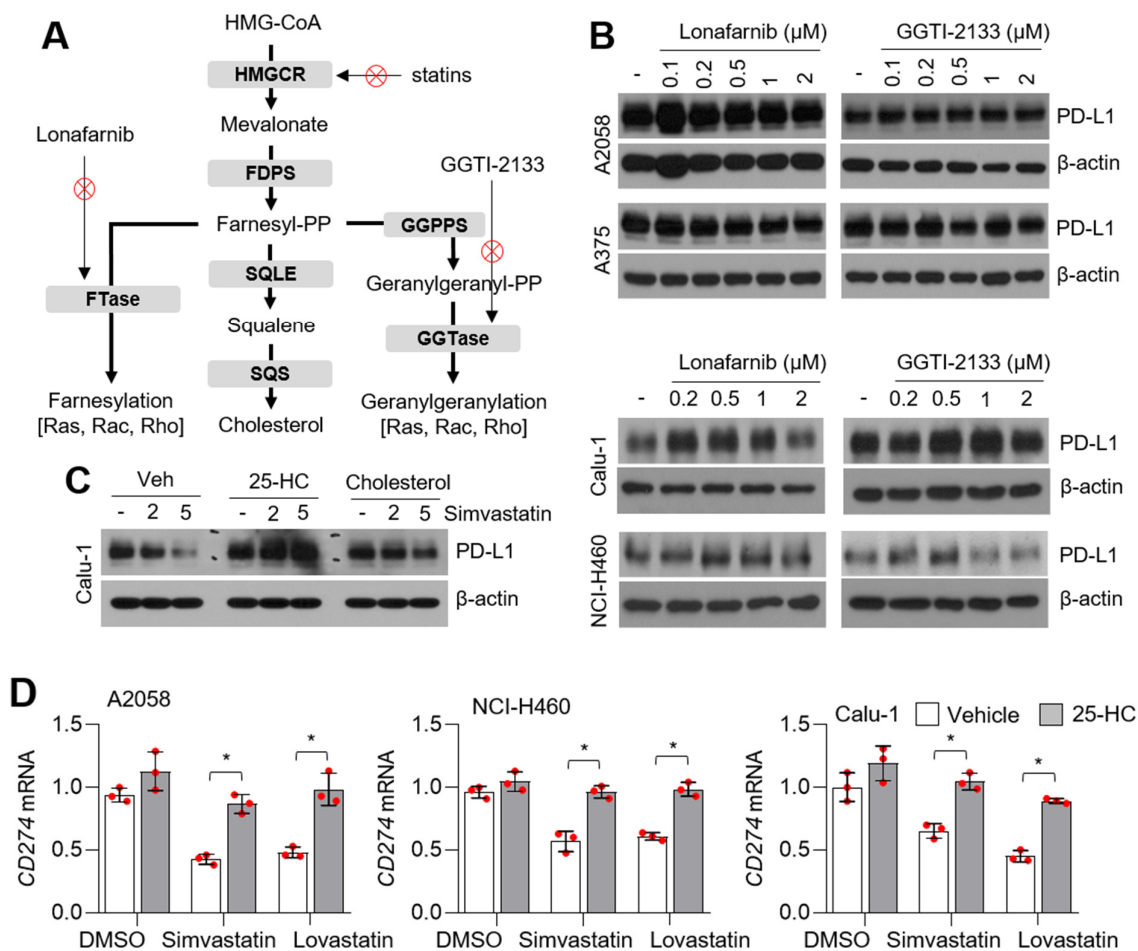 A
HMG-CoA
HMGCR
statins
Mevalonate
Lonafarnib
FDPS
GGTI-2133
Farnesyl-PP
GGPPS
SQLE
Geranylgeranyl-PP
FTase
Squalene
GGTase
SQS
Farnesylation
[Ras, Rac, Rho]
Cholesterol
Geranylgeranylation
[Ras, Rac, Rho]
B
Lonafarnib (μM)
GGTI-2133 (μM)
- 0.1 0.2 0.5 1 2
- 0.1 0.2 0.5 1 2
A2058
PD-L1
β-actin
A375
PD-L1
β-actin
Lonafarnib (μM)
GGTI-2133 (μM)
- 0.2 0.5 1 2
- 0.2 0.5 1 2
Calu-1
PD-L1
β-actin
NCI-H460
PD-L1
β-actin
C
Veh 25-HC Cholesterol
- 2 5 - 2 5 - 2 5 Simvastatin
Calu-1
PD-L1
β-actin
D
A2058
CD274 mRNA
1.5
1.0
0.5
0.0
* *
DMSO Simvastatin Lovastatin
NCI-H460
CD274 mRNA
1.5
1.0
0.5
0.0
* *
DMSO Simvastatin Lovastatin
Calu-1
Vehicle 25-HC
CD274 mRNA
1.5
1.0
0.5
0.0
* *
DMSO Simvastatin Lovastatin